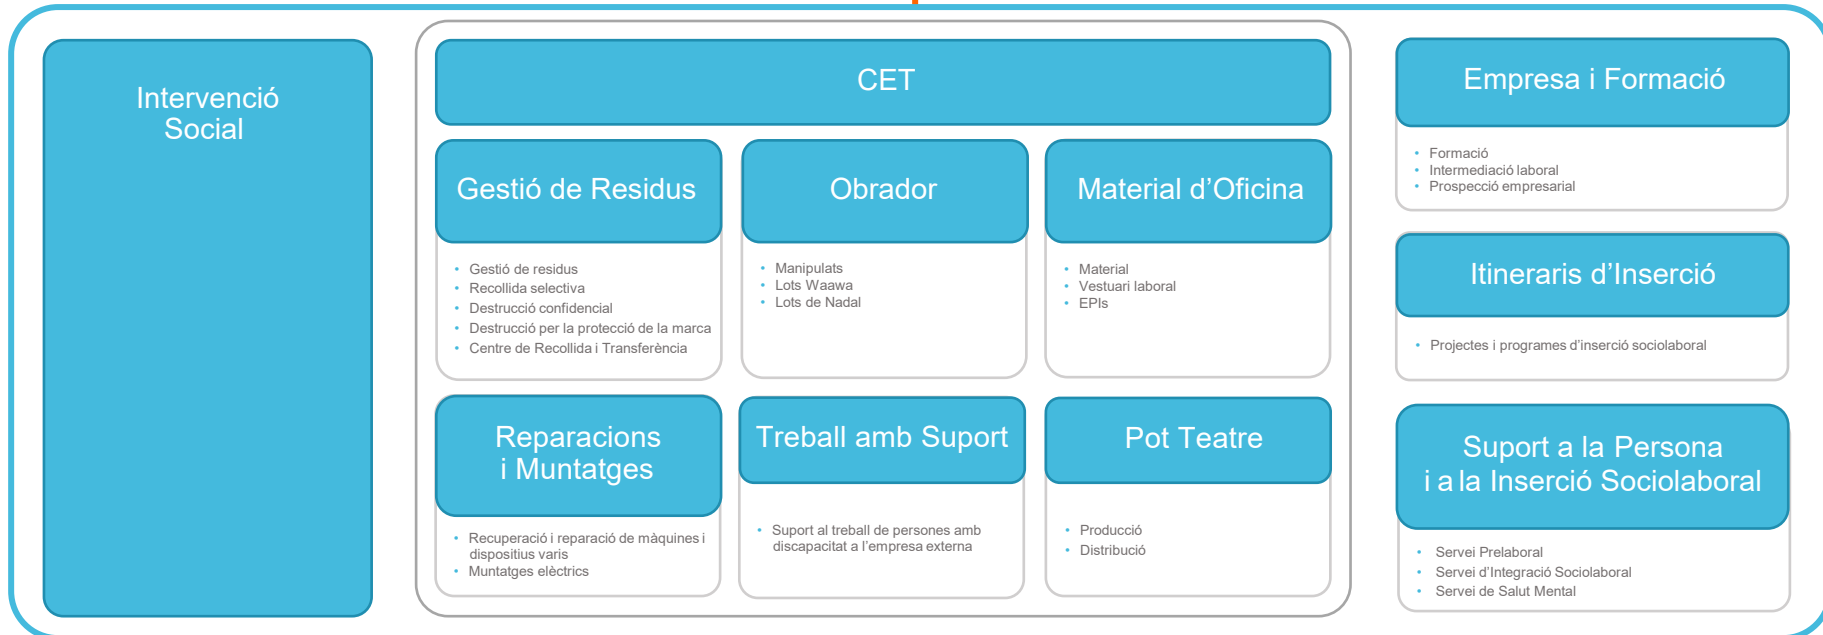 Intervenció
Social
CET
Gestió de Residus
• Gestió de residus
• Recollida selectiva
• Destrucció confidencial
• Destrucció per la protecció de la marca
• Centre de Recollida i Transferència
Obrador
• Manipulats
• Lots Waawa
• Lots de Nadal
Material d’Oficina
• Material
• Vestuari laboral
• EPIs
Reparacions
i Muntatges
• Recuperació i reparació de màquines i
dispositius varis
• Muntatges elèctrics
Treball amb Suport
• Suport al treball de persones amb
discapacitat a l’empresa externa
Pot Teatre
• Producció
• Distribució
Empresa i Formació
• Formació
• Intermediació laboral
• Prospecció empresarial
Itineraris d’Inserció
• Projectes i programes d’inserció sociolaboral
Suport a la Persona
i a la Inserció Sociolaboral
• Servei Prelaboral
• Servei d’Integració Sociolaboral
• Servei de Salut Mental